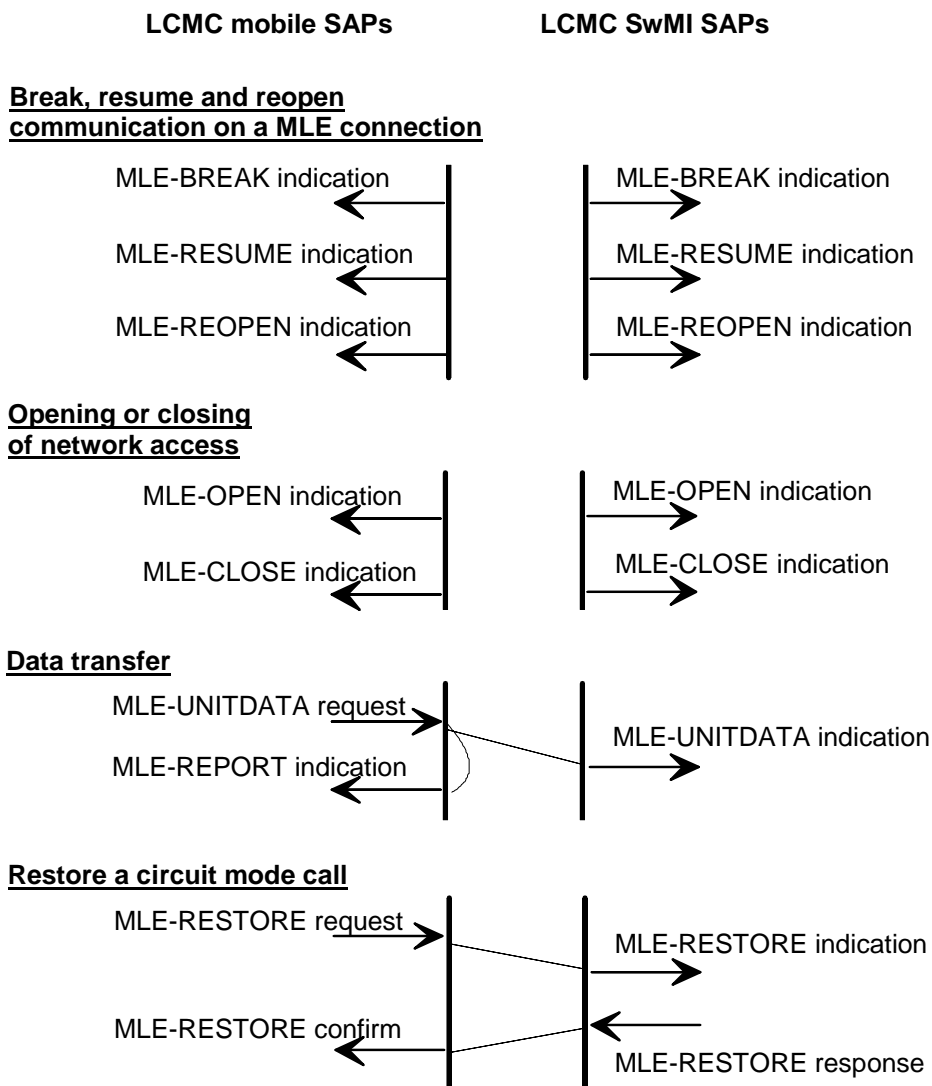 LCMC mobile SAPs LCMC SwMI SAPs
Break, resume and reopen
communication on a MLE connection
MLE-BREAK indication MLE-BREAK indication
MLE-RESUME indication MLE-RESUME indication
MLE-REOPEN indication MLE-REOPEN indication
Opening or closing
of network access
MLE-OPEN indication MLE-OPEN indication
MLE-CLOSE indication MLE-CLOSE indication
Data transfer
MLE-UNITDATA request
MLE-UNITDATA indication
MLE-REPORT indication
Restore a circuit mode call
MLE-RESTORE request
MLE-RESTORE indication
MLE-RESTORE confirm
MLE-RESTORE response